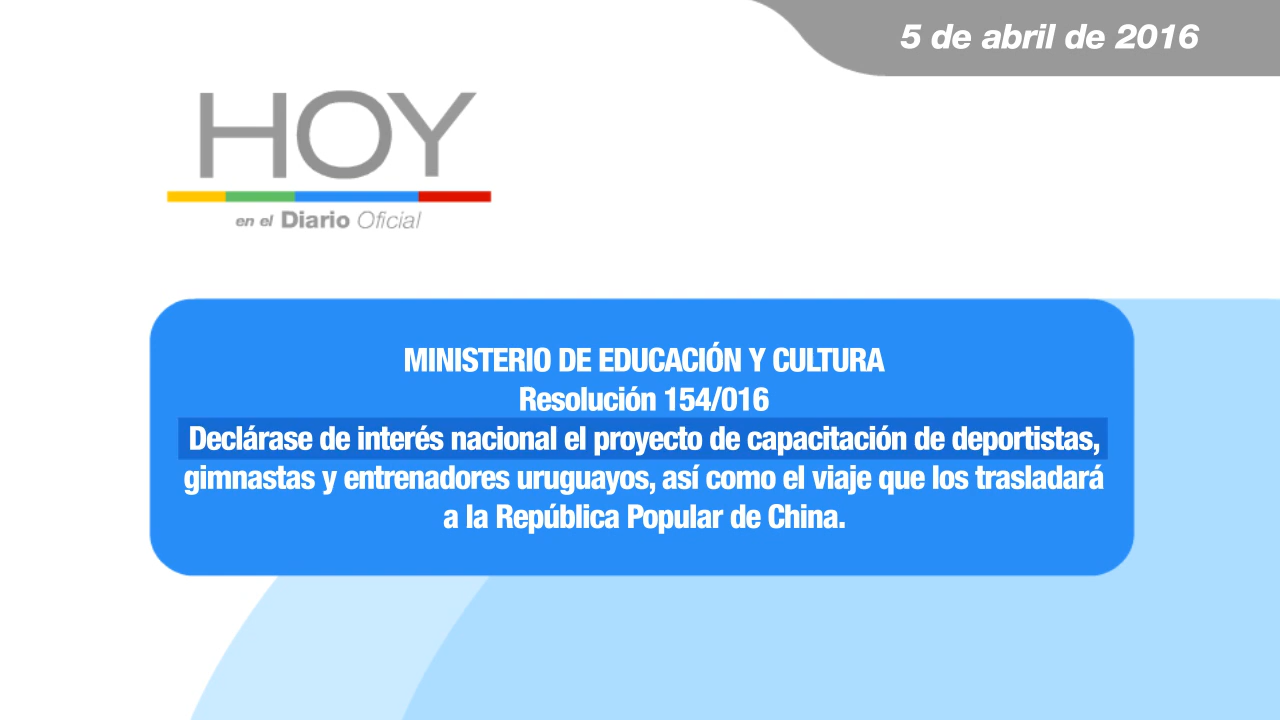 5 de abril de 2016
HOY
en el Diario Oficial
MINISTERIO DE EDUCACIÓN Y CULTURA
Resolución 154/016
Declárase de interés nacional el proyecto de capacitación de deportistas,
gimnastas y entrenadores uruguayos, así como el viaje que los trasladará
a la República Popular de China.